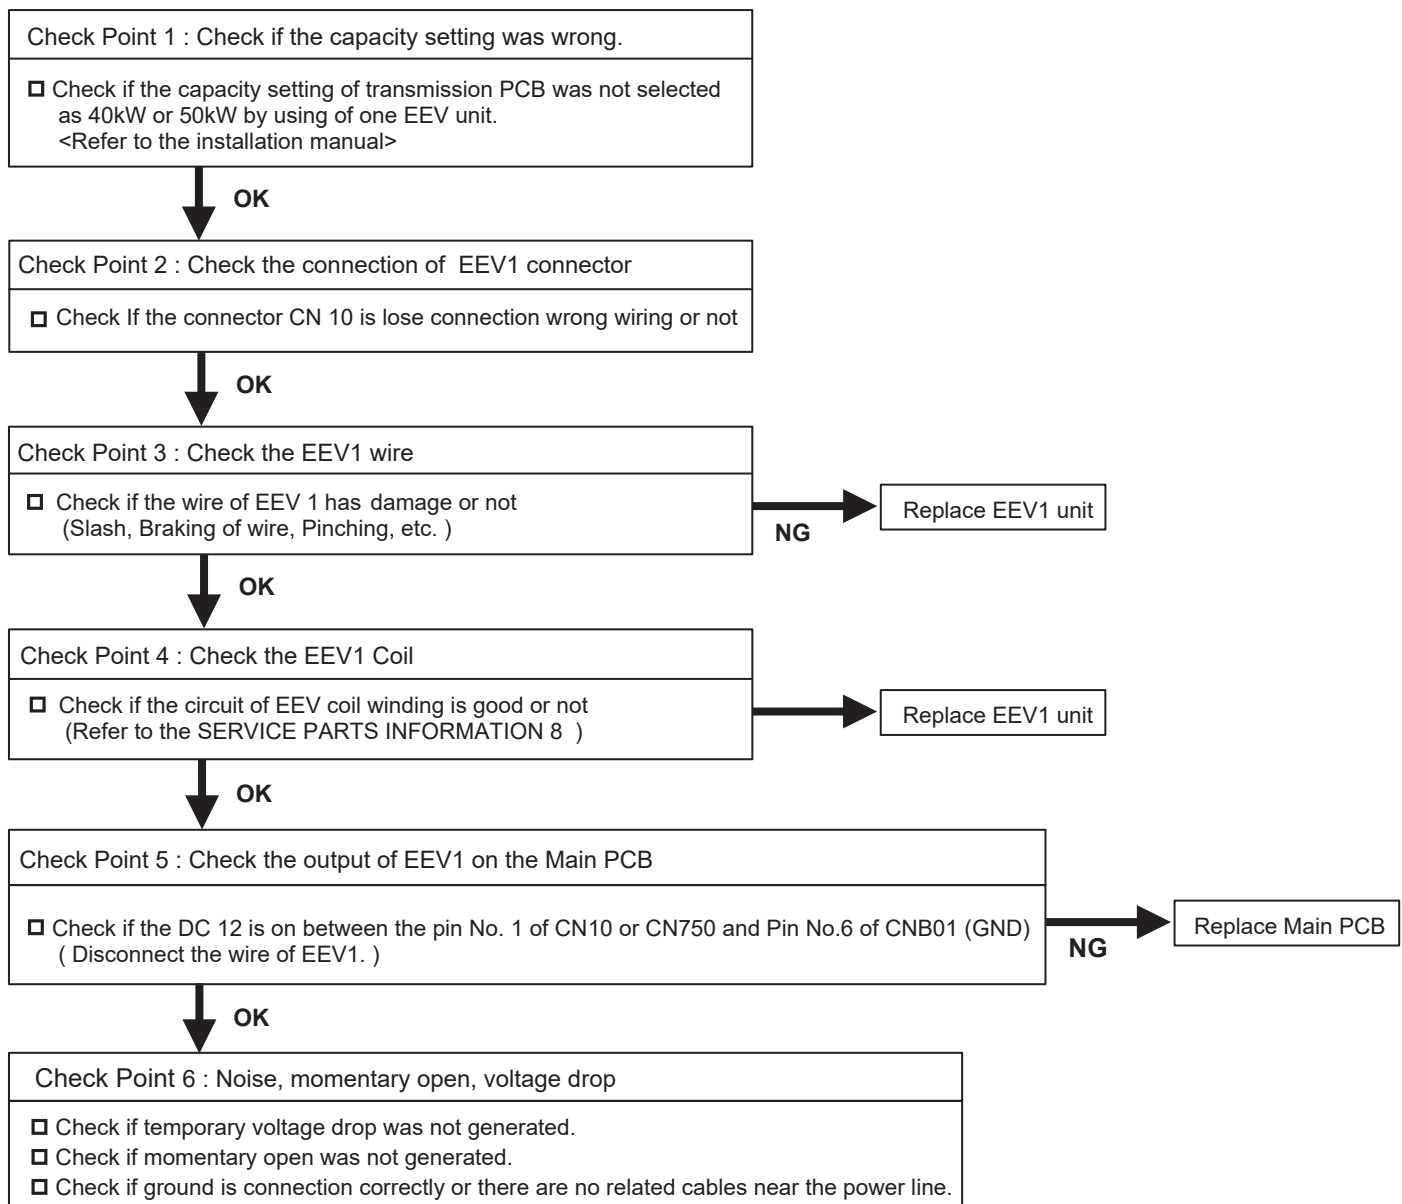 Check Point 1 : Check if the capacity setting was wrong.
Check if the capacity setting of transmission PCB was not selected
as 40kW or 50kW by using of one EEV unit.
<Refer to the installation manual>
OK
Check Point 2 : Check the connection of EEV1 connector
Check If the connector CN 10 is lose connection wrong wiring or not
OK
Check Point 3 : Check the EEV1 wire
Check if the wire of EEV 1 has damage or not
(Slash, Braking of wire, Pinching, etc. )
NG
Replace EEV1 unit
OK
Check Point 4 : Check the EEV1 Coil
Check if the circuit of EEV coil winding is good or not
(Refer to the SERVICE PARTS INFORMATION 8 )
Replace EEV1 unit
OK
Check Point 5 : Check the output of EEV1 on the Main PCB
Check if the DC 12 is on between the pin No. 1 of CN10 or CN750 and Pin No.6 of CNB01 (GND)
( Disconnect the wire of EEV1. )
NG
Replace Main PCB
OK
Check Point 6 : Noise, momentary open, voltage drop
Check if temporary voltage drop was not generated.
Check if momentary open was not generated.
Check if ground is connection correctly or there are no related cables near the power line.